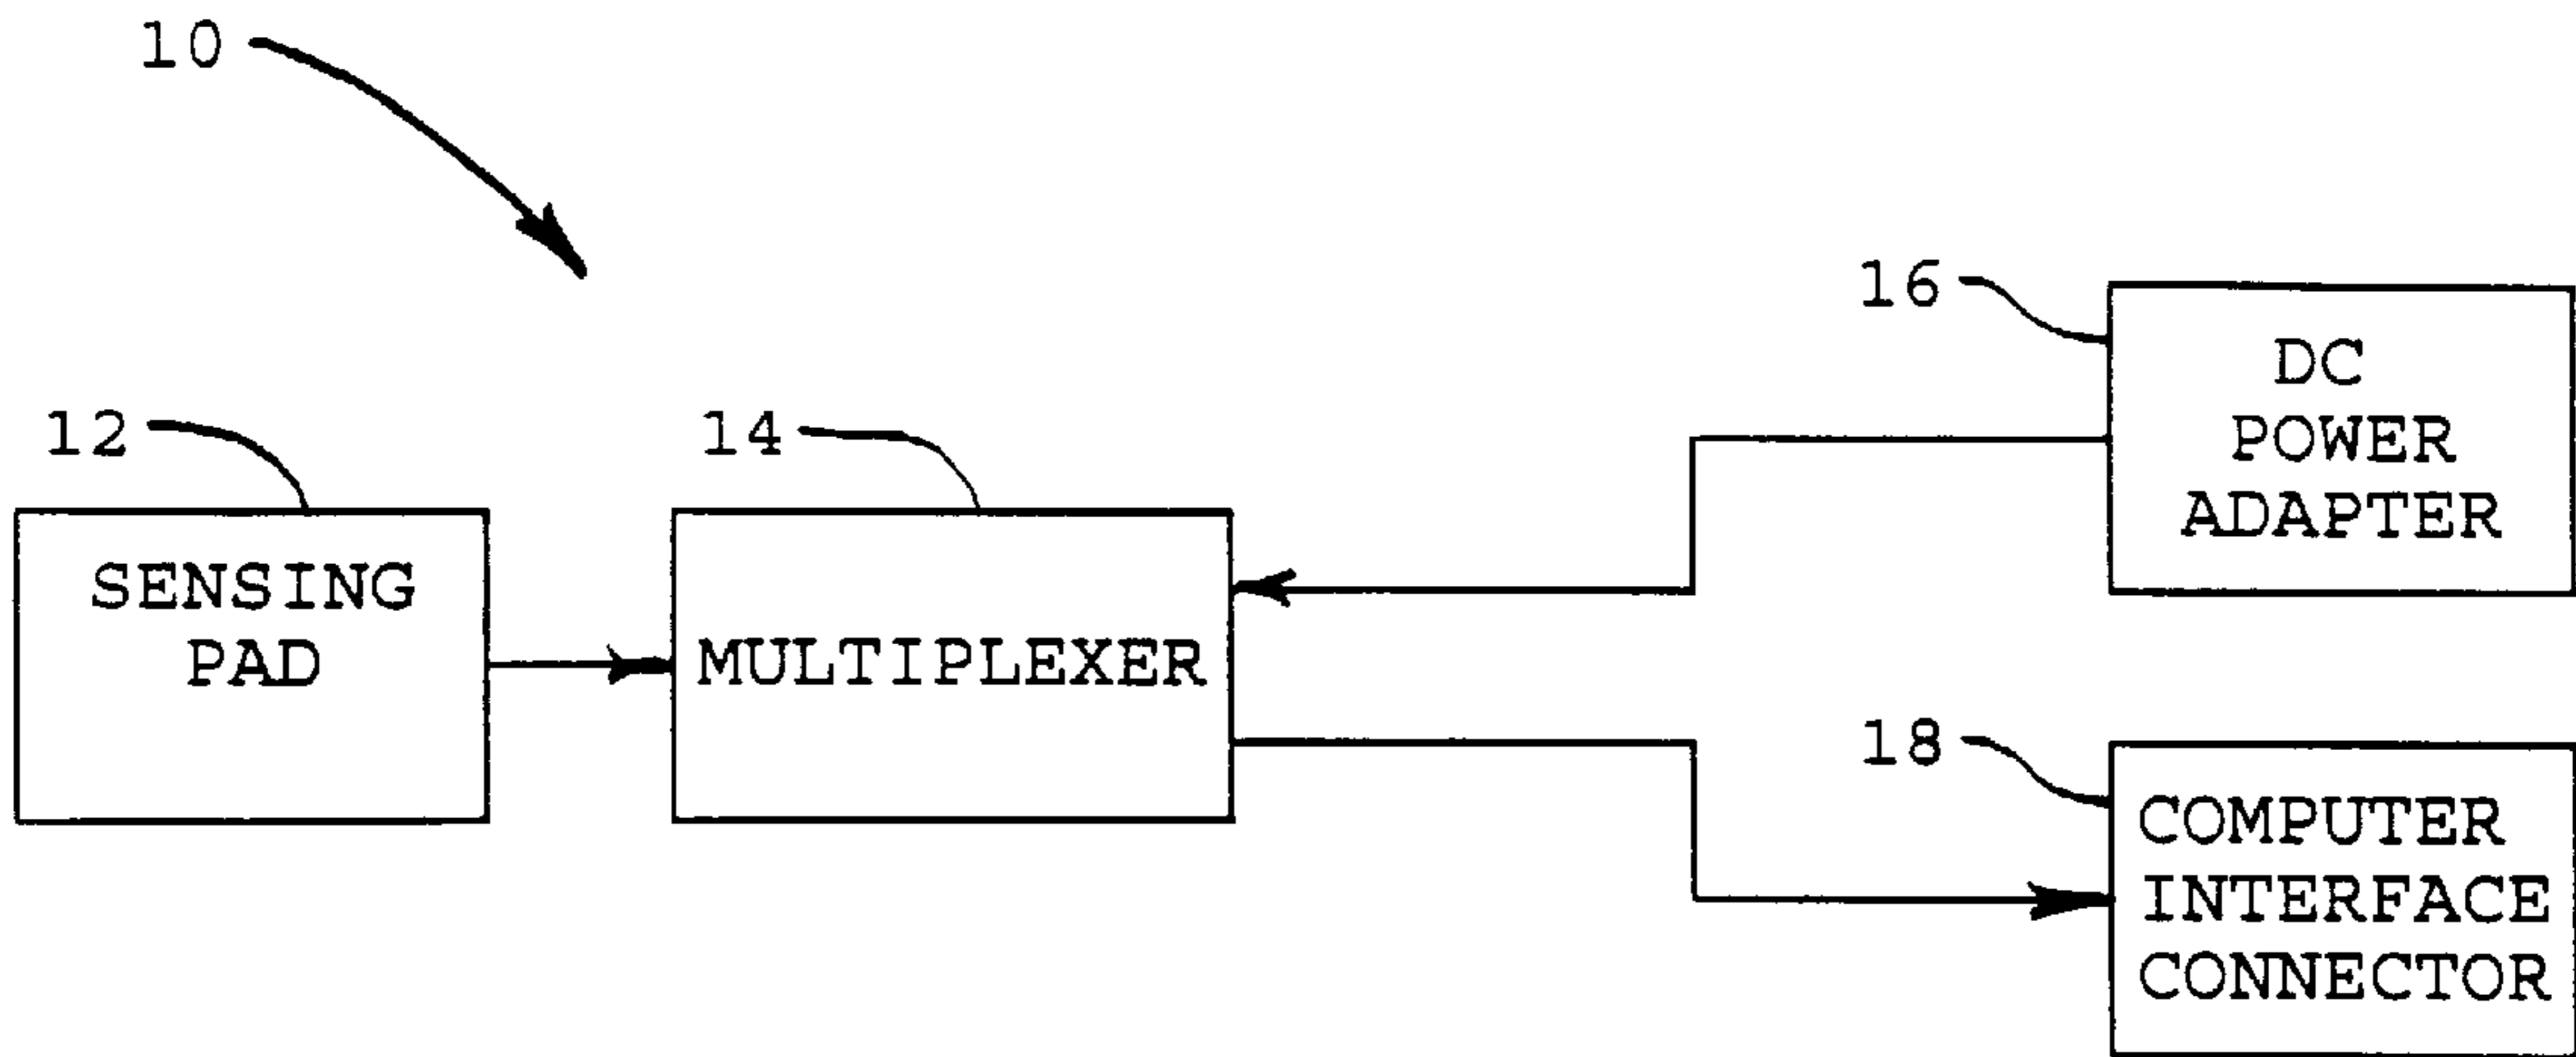 10
16
DC
POWER
ADAPTER
12
SENSING
PAD
14
MULTIPLEXER
18
COMPUTER
INTERFACE
CONNECTOR